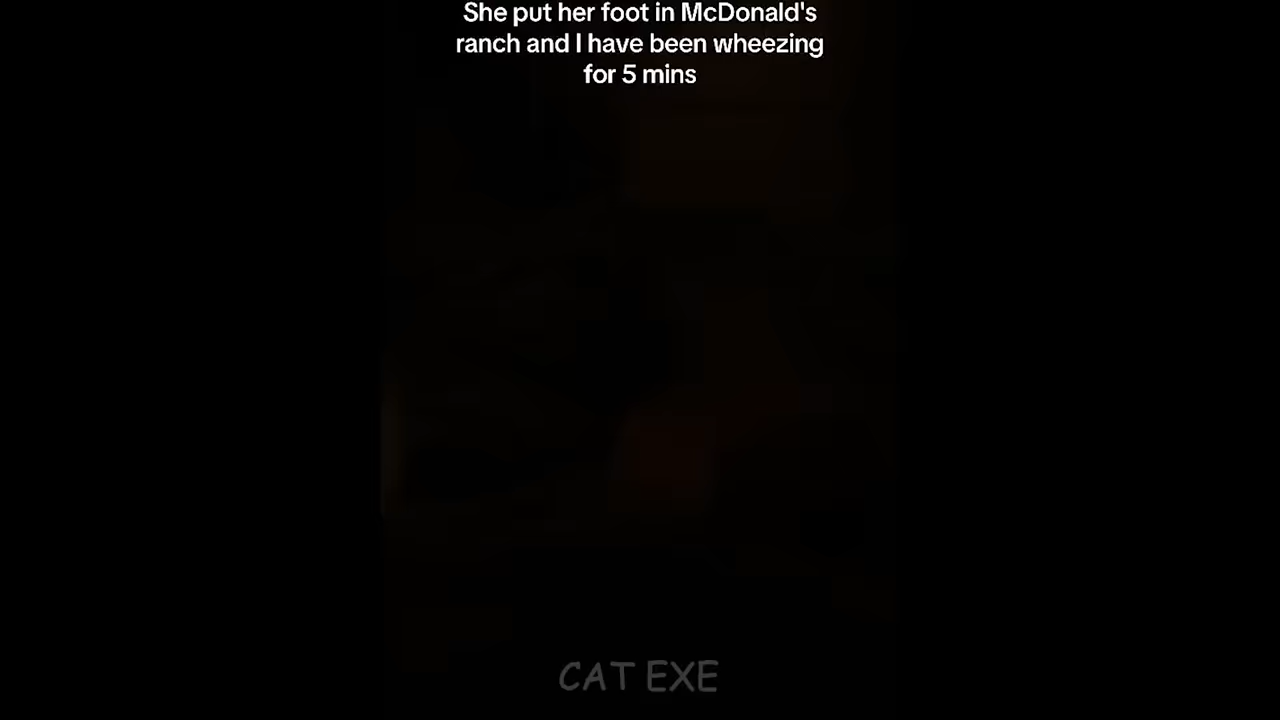 She put her foot in McDonald's
ranch and I have been wheezing
for 5 mins
CAT EXE